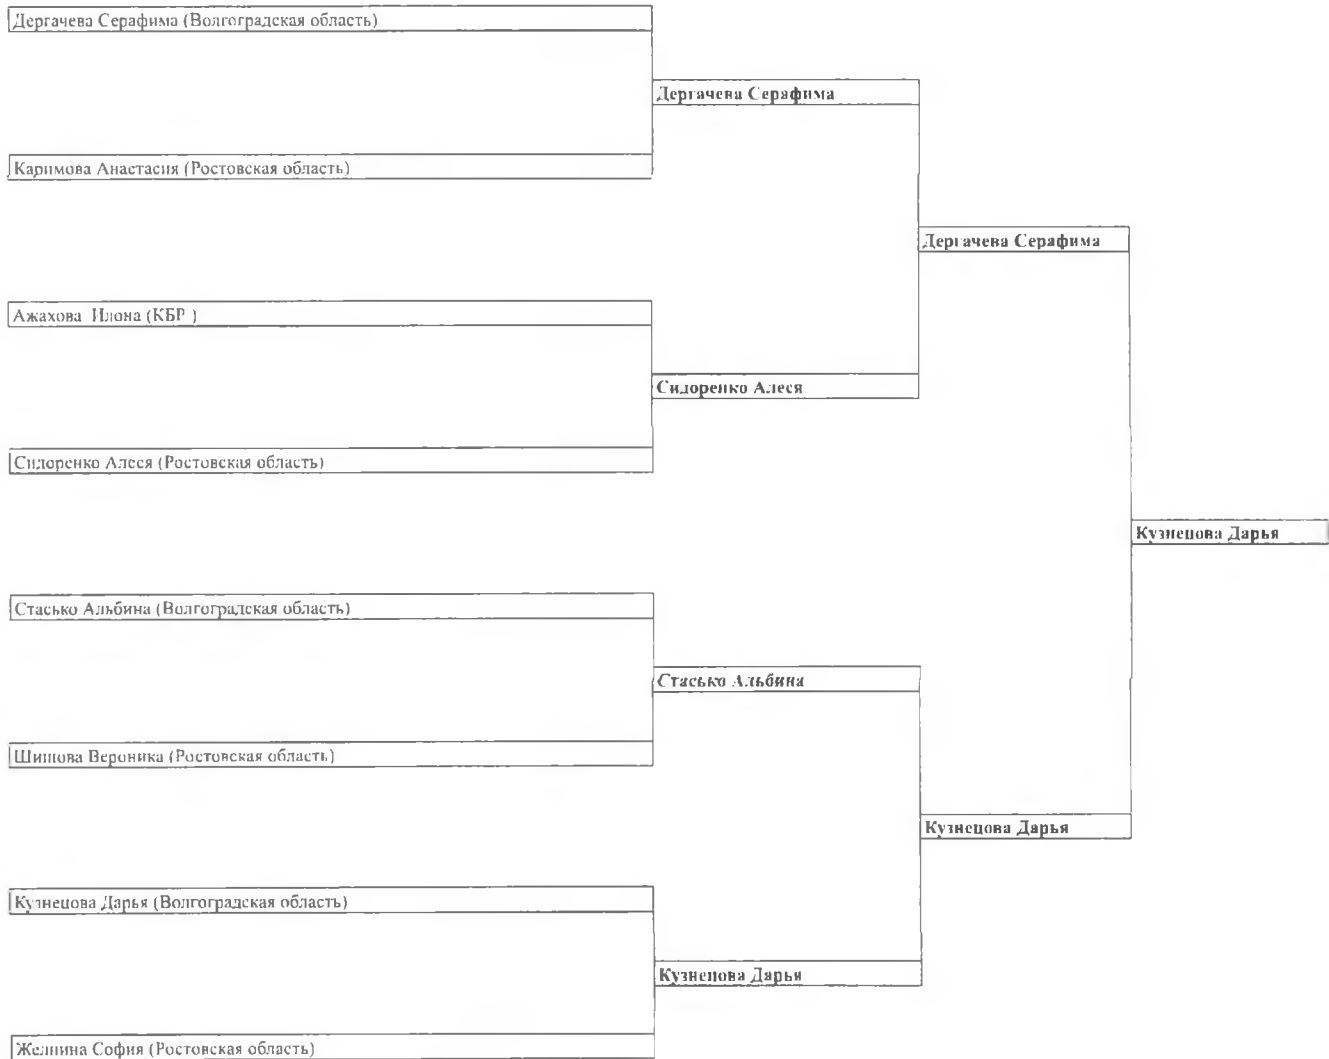 Дергачева Серафима (Волгоградская область)
Дергачева Серафима
Каримова Анастасия (Ростовская область)
Дергачева Серафима
Ажахова Илона (КБР )
Сидоренко Алеся
Сидоренко Алеся (Ростовская область)
Кузнецова Дарья
Стасько Альбина (Волгоградская область)
Стасько Альбина
Вероника (Ростовская область)
Кузнецова Дарья
Кузнецова Дарья (Волгоградская область)
Кузнецова Дарья
София (Ростовская область)